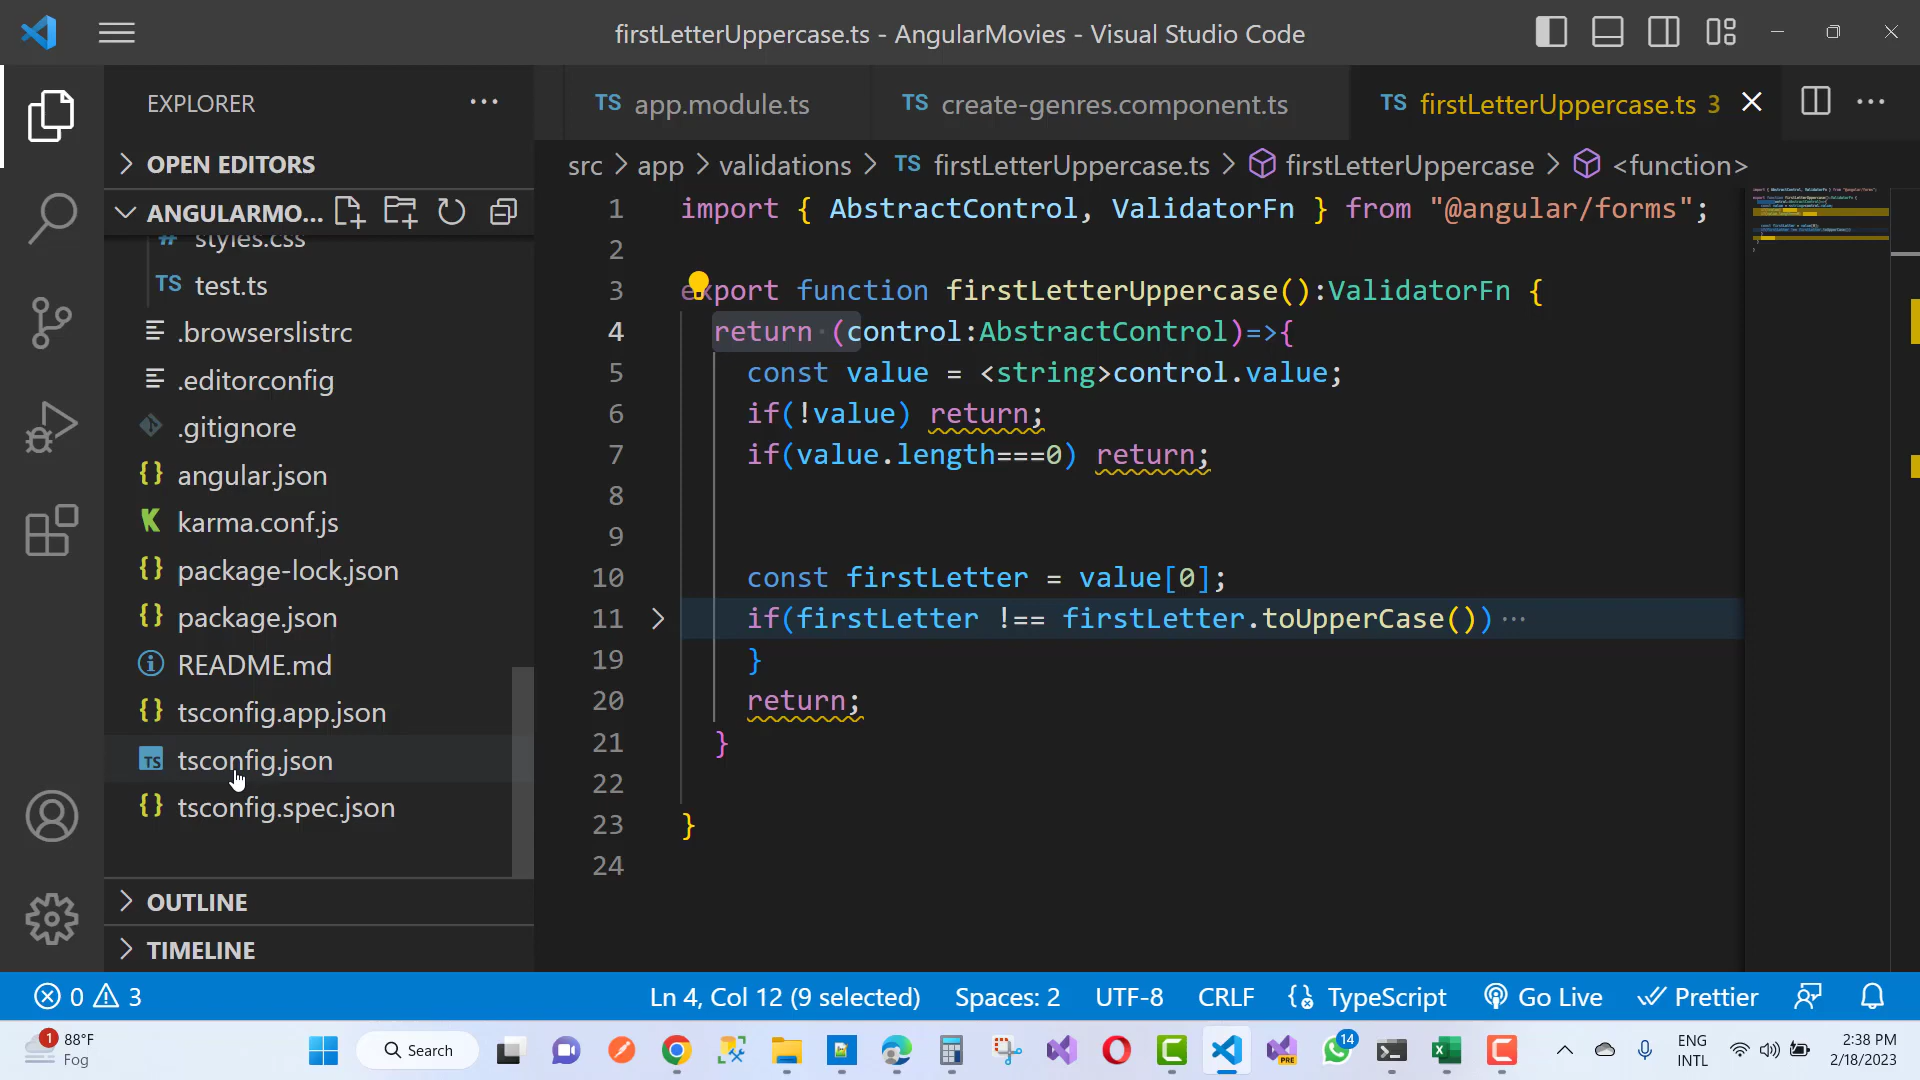 firstLetterUppercase.ts - AngularMovies - Visual Studio Code
EXPLORER
OPEN EDITORS
ANGULARMO...
styles.css
TS test.ts
.browserslistrc
.editorconfig
.gitignore
{} angular.json
karma.conf.js
{} package-lock.json
{} package.json
README.md
{} tsconfig.app.json
TS tsconfig.json
{} tsconfig.spec.json
OUTLINE
TIMELINE
TS app.module.ts
TS create-genres.component.ts
TS firstLetterUppercase.ts 3
src > app > validations > TS firstLetterUppercase.ts > firstLetterUppercase > <function>
1 import { AbstractControl, ValidatorFn } from "@angular/forms";
2
3 export function firstLetterUppercase():ValidatorFn {
4 return (control:AbstractControl)=>{
5 const value = <string>control.value;
6 if(!value) return;
7 if(value.length===0) return;
8
9
10 const firstLetter = value[0];
11 if(firstLetter !== firstLetter.toUpperCase())···
19 }
20 return;
21 }
22
23 }
24
0 3
Ln 4, Col 12 (9 selected)
Spaces: 2
UTF-8
CRLF
TypeScript
Go Live
Prettier
1
88°F
Fog
Search
PRE
14
ENG
INTL
2:38 PM
2/18/2023